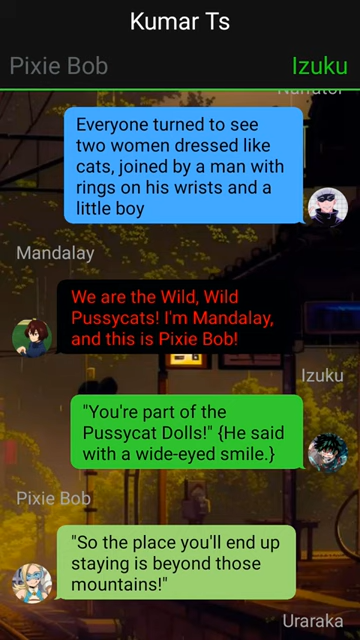 Kumar Ts
Pixie Bob
Izuku
Narrator
Everyone turned to see
two women dressed like
cats, joined by a man with
rings on his wrists and a
little boy
Mandalay
We are the Wild, Wild
Pussycats! I'm Mandalay,
and this is Pixie Bob!
Izuku
"You're part of the
Pussycat Dolls!" {He said
with a wide-eyed smile.}
Pixie Bob
"So the place you'll end up
staying is beyond those
mountains!"
Uraraka